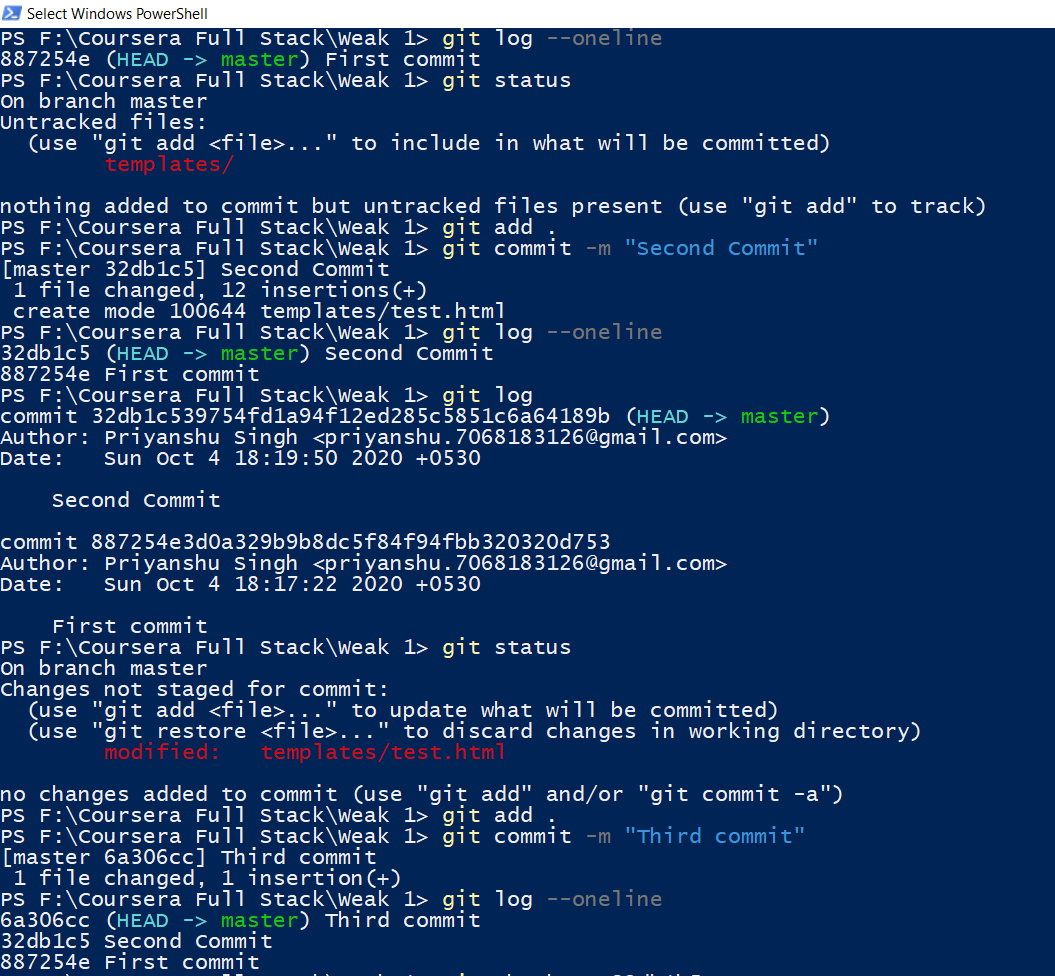 Select Windows PowerShell
PS F:\Coursera Full Stack\Weak 1> git log --oneline
887254e (HEAD -> master) First commit
PS F:\Coursera Full Stack\Weak 1> git status
On branch master
Untracked files:
  (use "git add <file>..." to include in what will be committed)
        templates/

nothing added to commit but untracked files present (use "git add" to track)
PS F:\Coursera Full Stack\Weak 1> git add .
PS F:\Coursera Full Stack\Weak 1> git commit -m "Second Commit"
[master 32db1c5] Second Commit
 1 file changed, 12 insertions(+)
 create mode 100644 templates/test.html
PS F:\Coursera Full Stack\Weak 1> git log --oneline
32db1c5 (HEAD -> master) Second Commit
887254e First commit
PS F:\Coursera Full Stack\Weak 1> git log
commit 32db1c539754fd1a94f12ed285c5851c6a64189b (HEAD -> master)
Author: Priyanshu Singh <priyanshu.7068183126@gmail.com>
Date:   Sun Oct 4 18:19:50 2020 +0530

    Second Commit

commit 887254e3d0a329b9b8dc5f84f94fbb320320d753
Author: Priyanshu Singh <priyanshu.7068183126@gmail.com>
Date:   Sun Oct 4 18:17:22 2020 +0530

    First commit
PS F:\Coursera Full Stack\Weak 1> git status
On branch master
Changes not staged for commit:
  (use "git add <file>..." to update what will be committed)
  (use "git restore <file>..." to discard changes in working directory)
        modified:   templates/test.html

no changes added to commit (use "git add" and/or "git commit -a")
PS F:\Coursera Full Stack\Weak 1> git add .
PS F:\Coursera Full Stack\Weak 1> git commit -m "Third commit"
[master 6a306cc] Third commit
 1 file changed, 1 insertion(+)
PS F:\Coursera Full Stack\Weak 1> git log --oneline
6a306cc (HEAD -> master) Third commit
32db1c5 Second Commit
887254e First commit